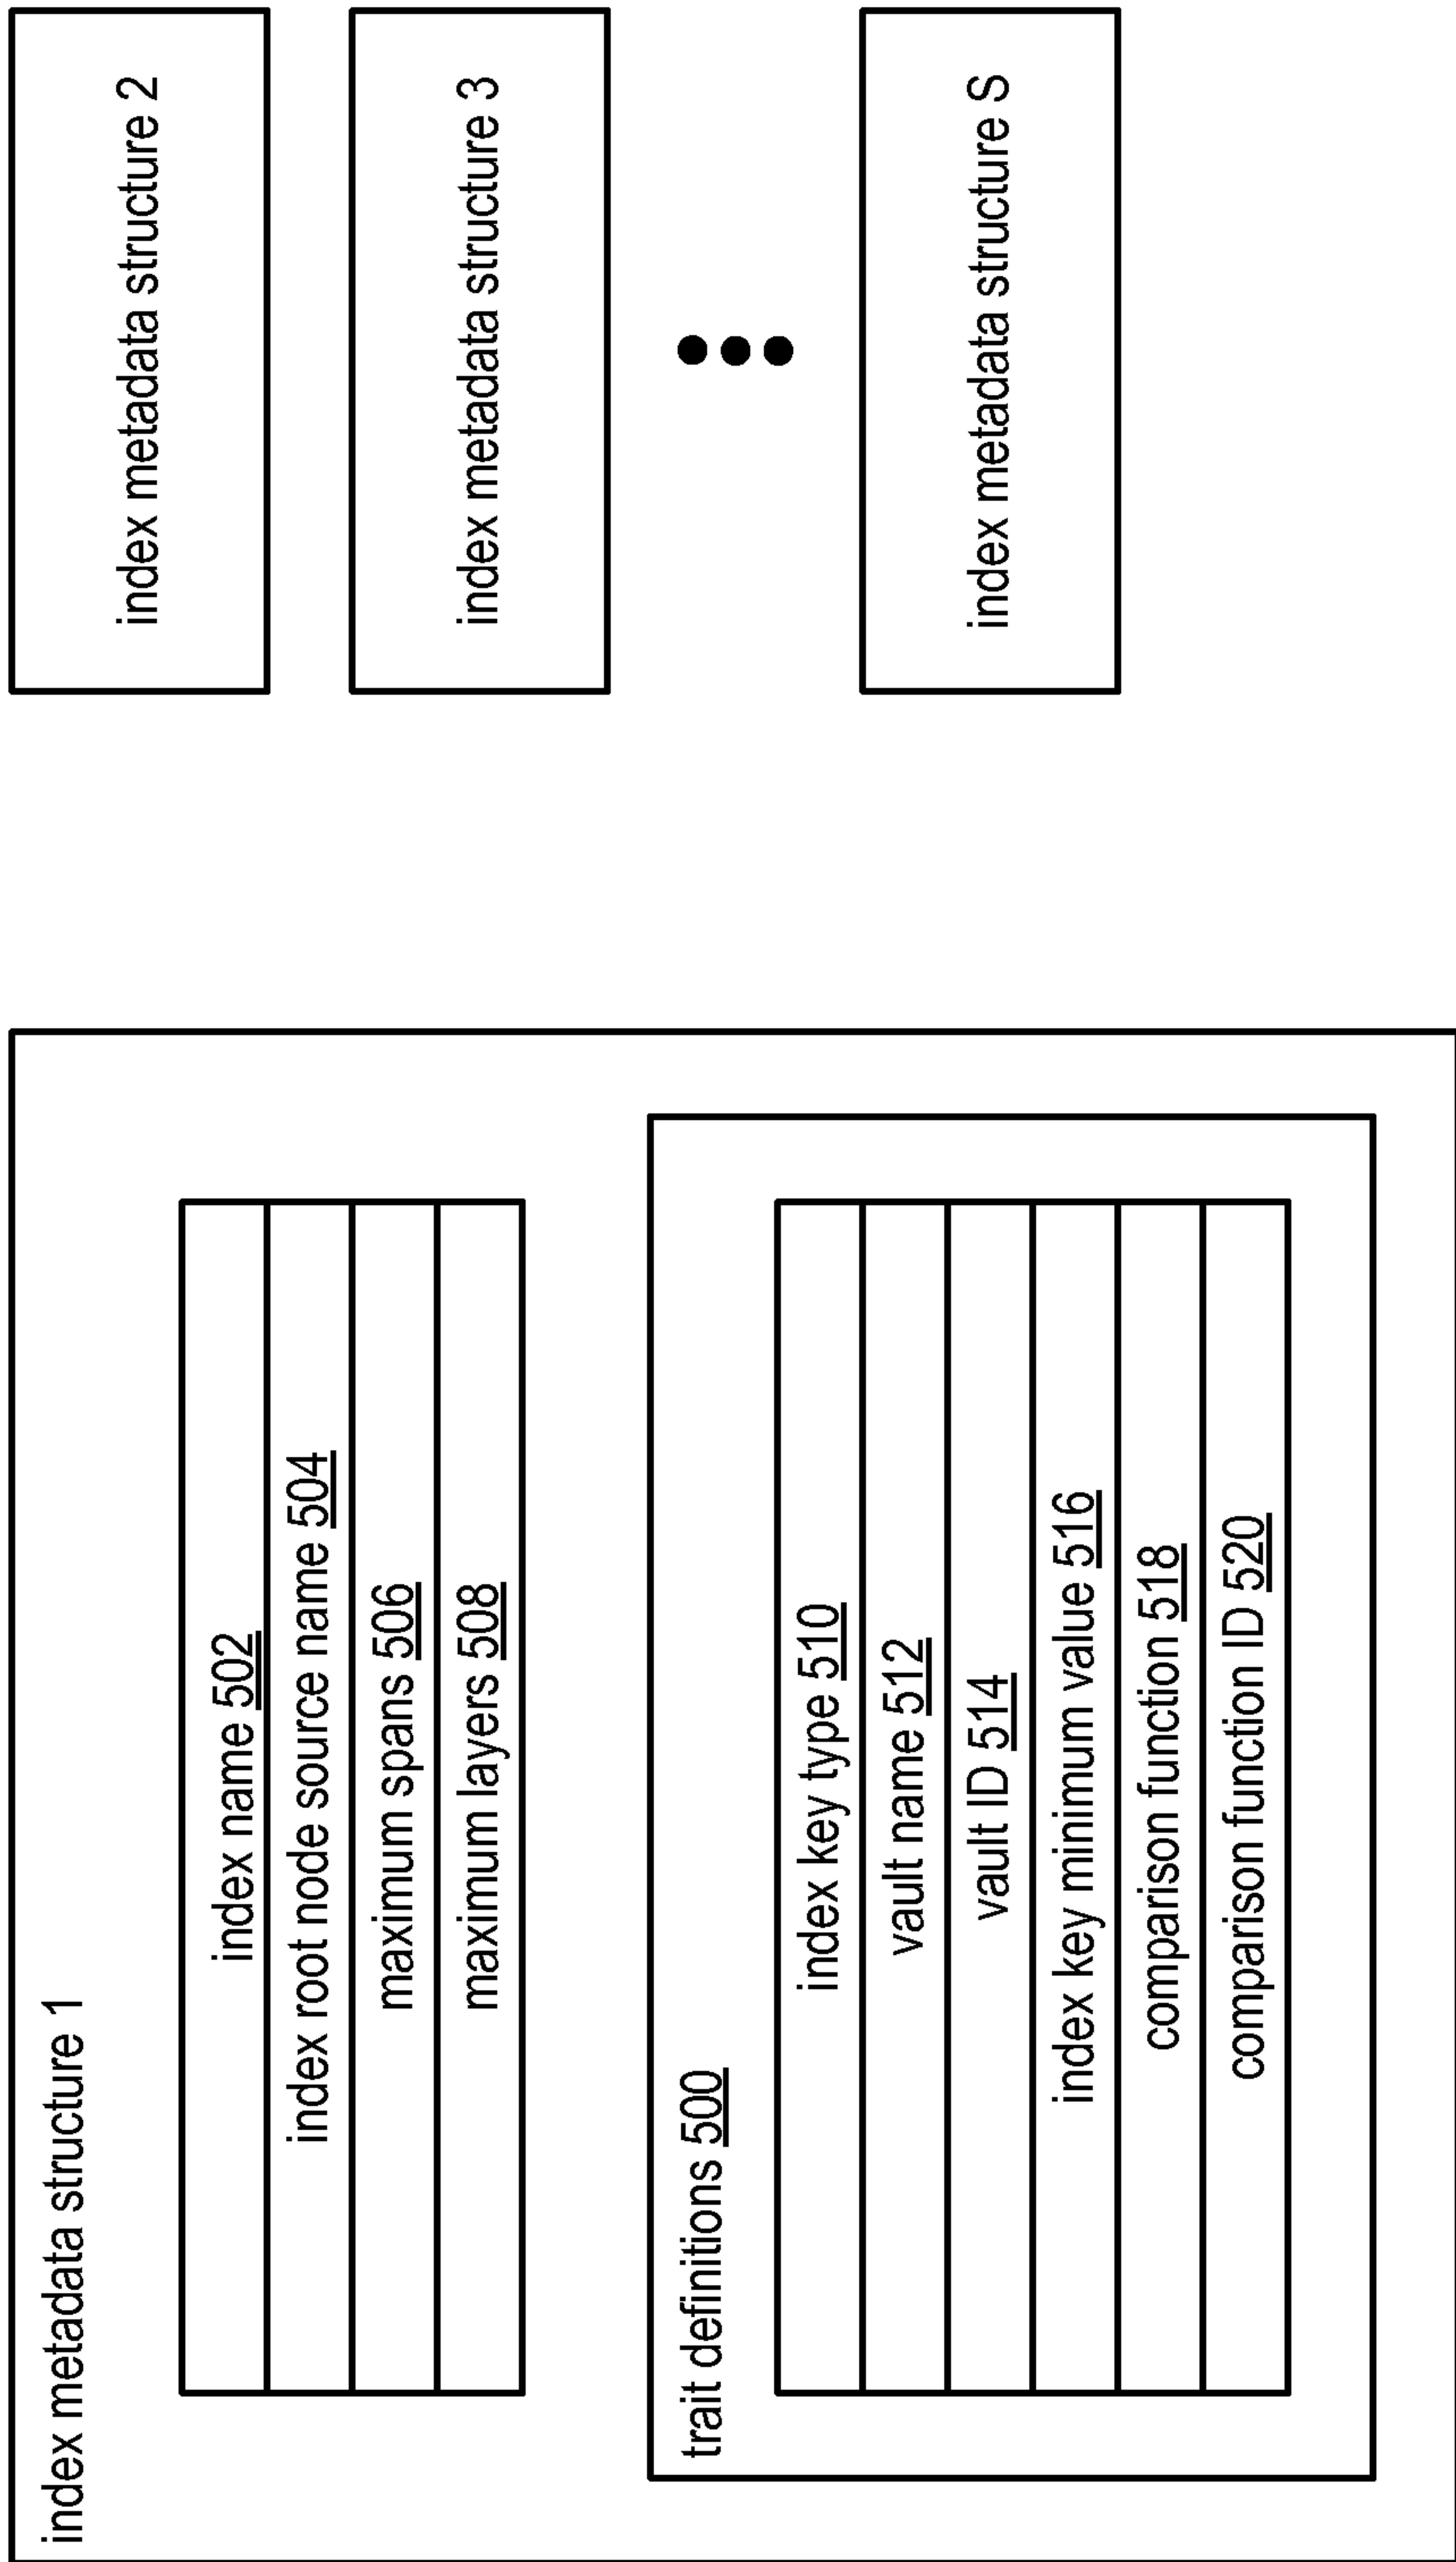 index metadata structure 1
index name 502
index root node source name 504
maximum spans 506
maximum layers 508
trait definitions 500
index key type 510
vault name 512
vault ID 514
index key minimum value 516
comparison function 518
comparison function ID 520
index metadata structure 2
index metadata structure 3
index metadata structure S